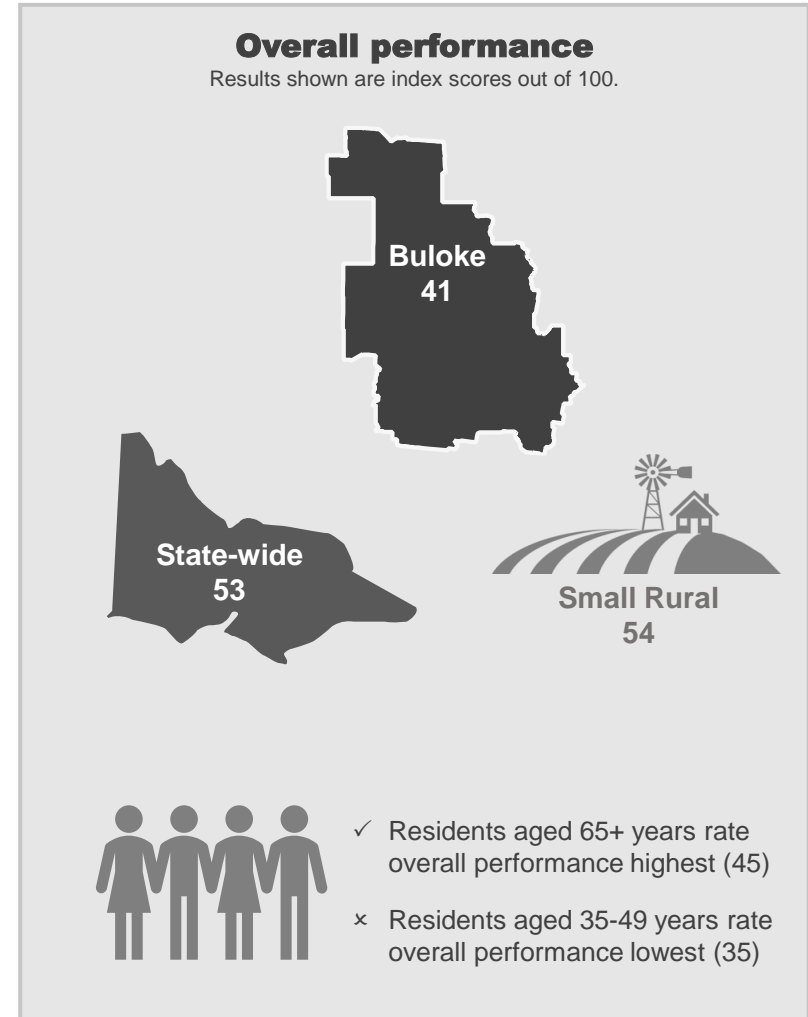 Overall performance
Results shown are index scores out of 100.
Buloke
41
State-wide
53
Small Rural
54
✓ Residents aged 65+ years rate
overall performance highest (45)
× Residents aged 35-49 years rate
overall performance lowest (35)